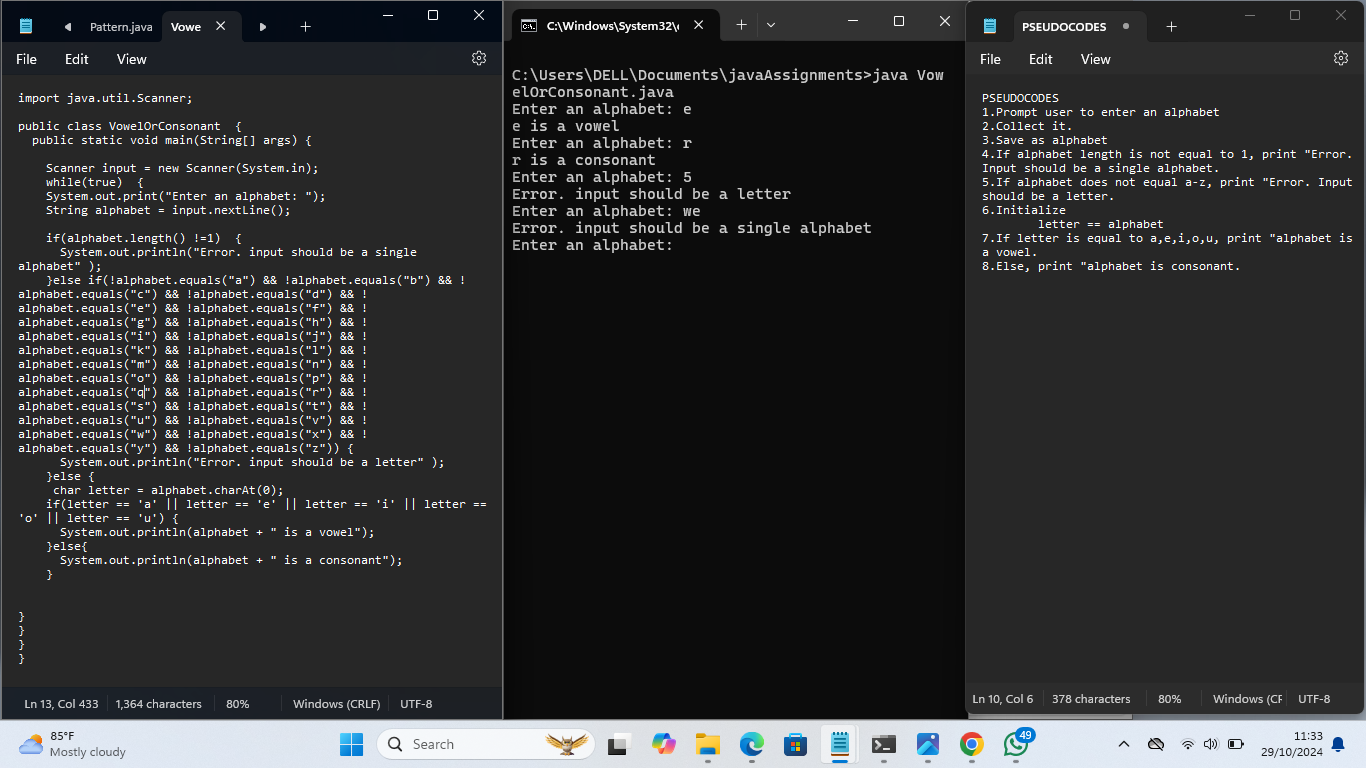 Pattern.java
Vowe
File Edit View
import java.util.Scanner;
public class VowelOrConsonant  {
  public static void main(String[] args) {
    Scanner input = new Scanner(System.in);
    while(true)  {
    System.out.print("Enter an alphabet: ");
    String alphabet = input.nextLine();
    if(alphabet.length() !=1)  {
      System.out.println("Error. input should be a single
alphabet" );
    }else if(!alphabet.equals("a") && !alphabet.equals("b") && !
alphabet.equals("c") && !alphabet.equals("d") && !
alphabet.equals("e") && !alphabet.equals("f") && !
alphabet.equals("g") && !alphabet.equals("h") && !
alphabet.equals("i") && !alphabet.equals("j") && !
alphabet.equals("k") && !alphabet.equals("l") && !
alphabet.equals("m") && !alphabet.equals("n") && !
alphabet.equals("o") && !alphabet.equals("p") && !
alphabet.equals("q") && !alphabet.equals("r") && !
alphabet.equals("s") && !alphabet.equals("t") && !
alphabet.equals("u") && !alphabet.equals("v") && !
alphabet.equals("w") && !alphabet.equals("x") && !
alphabet.equals("y") && !alphabet.equals("z")) {
      System.out.println("Error. input should be a letter" );
    }else {
     char letter = alphabet.charAt(0);
    if(letter == 'a' || letter == 'e' || letter == 'i' || letter ==
'o' || letter == 'u') {
      System.out.println(alphabet + " is a vowel");
    }else{
      System.out.println(alphabet + " is a consonant");
    }
}
}
}
}
Ln 13, Col 433 1,364 characters 80% Windows (CRLF) UTF-8
C:\Windows\System32\
C:\Users\DELL\Documents\javaAssignments>java Vow
elOrConsonant.java
Enter an alphabet: e
e is a vowel
Enter an alphabet: r
r is a consonant
Enter an alphabet: 5
Error. input should be a letter
Enter an alphabet: we
Error. input should be a single alphabet
Enter an alphabet:
PSEUDOCODES
File Edit View
PSEUDOCODES
1.Prompt user to enter an alphabet
2.Collect it.
3.Save as alphabet
4.If alphabet length is not equal to 1, print "Error.
Input should be a single alphabet.
5.If alphabet does not equal a-z, print "Error. Input
should be a letter.
6.Initialize
        letter == alphabet
7.If letter is equal to a,e,i,o,u, print "alphabet is
a vowel.
8.Else, print "alphabet is consonant.
Ln 10, Col 6 378 characters 80% Windows (CF UTF-8
85°F
Mostly cloudy
Search
49
11:33
29/10/2024